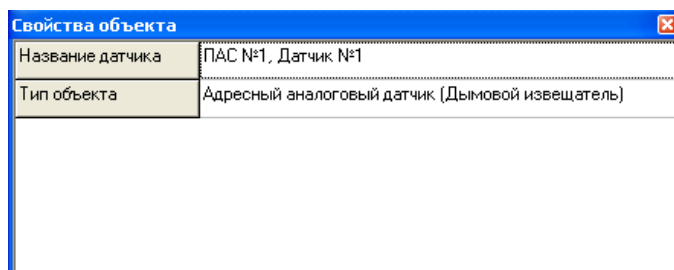 Свойства объекта
Название датчика ПАС №1, Датчик №1
Тип объекта Адресный аналоговый датчик (Дымовой извещатель)